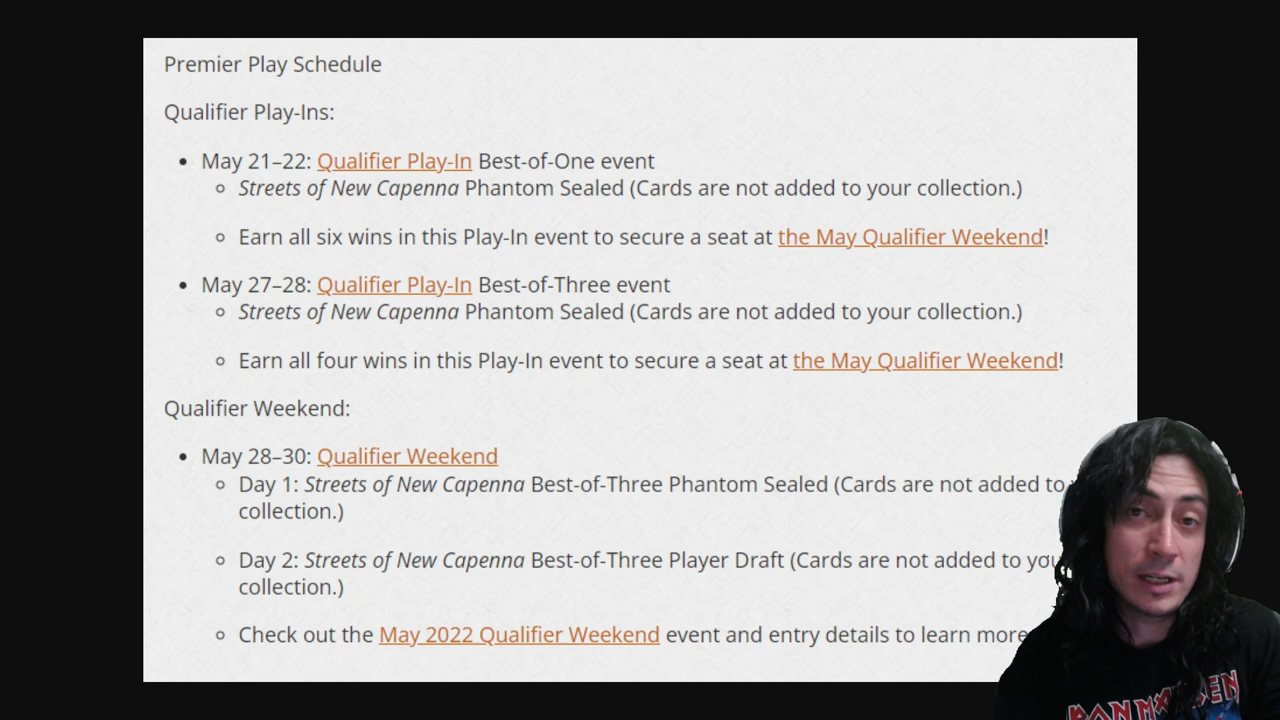 Premier Play Schedule
Qualifier Play-Ins:
May 21–22: Qualifier Play-In Best-of-One event
Streets of New Capenna Phantom Sealed (Cards are not added to your collection.)
Earn all six wins in this Play-In event to secure a seat at the May Qualifier Weekend!
May 27–28: Qualifier Play-In Best-of-Three event
Streets of New Capenna Phantom Sealed (Cards are not added to your collection.)
Earn all four wins in this Play-In event to secure a seat at the May Qualifier Weekend!
Qualifier Weekend:
May 28–30: Qualifier Weekend
Day 1: Streets of New Capenna Best-of-Three Phantom Sealed (Cards are not added to
collection.)
Day 2: Streets of New Capenna Best-of-Three Player Draft (Cards are not added to
collection.)
Check out the May 2022 Qualifier Weekend event and entry details to learn more